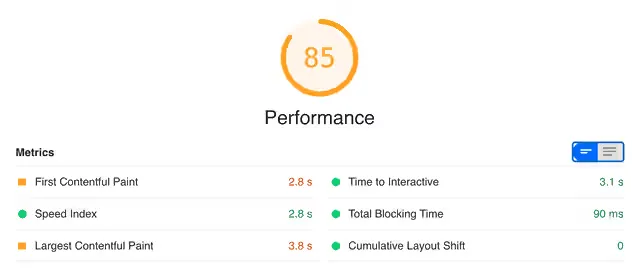 85
Performance
Metrics
First Contentful Paint 2.8 s
Time to Interactive 3.1 s
Speed Index 2.8 s
Total Blocking Time 90 ms
Largest Contentful Paint 3.8 s
Cumulative Layout Shift 0